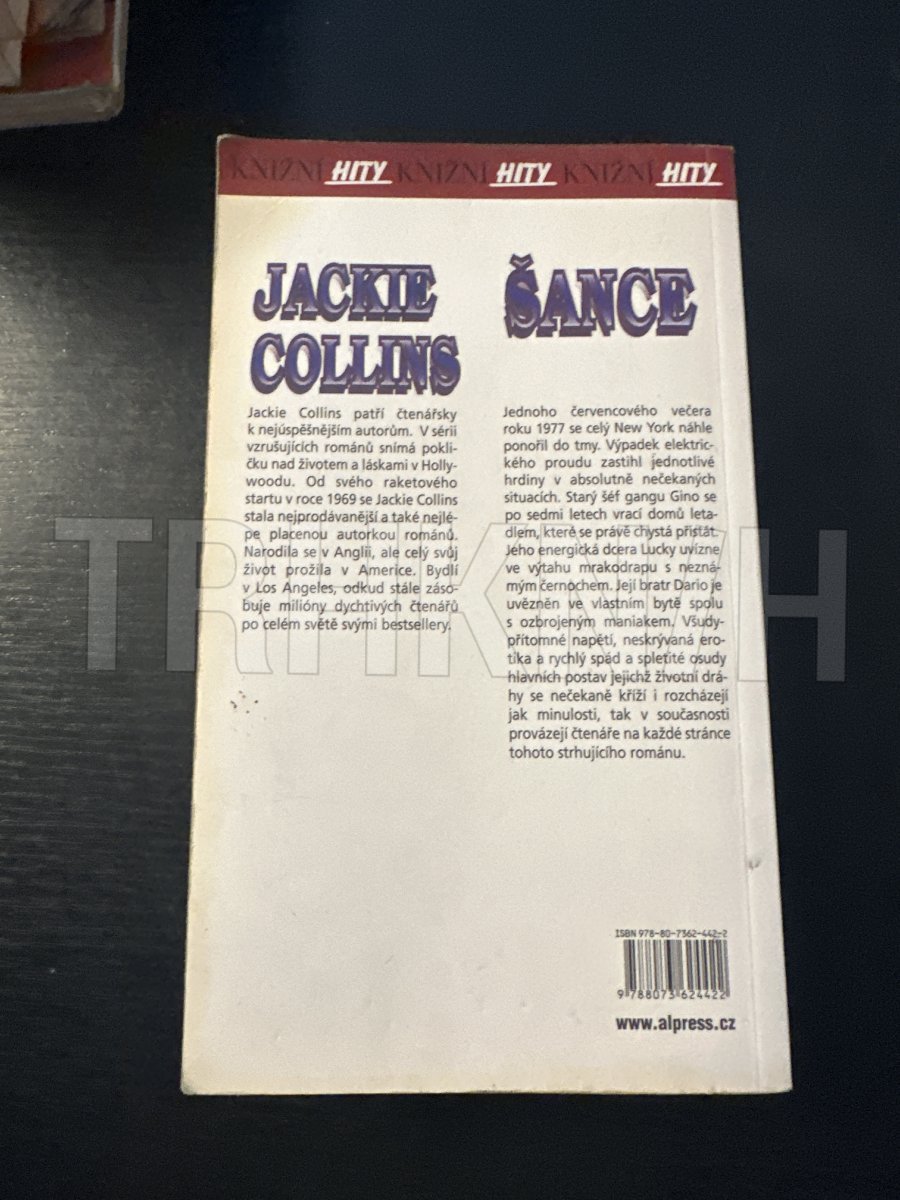 KNIŽNÍ HITY KNIŽNÍ HITY KNIŽNÍ HITY
JACKIE
COLLINS
Jackie Collins patří čtenářsky
k nejúspěšnějším autorům. V sérii
vzrušujících románů snímá pokli-
čku nad životem a láskami v Holly-
woodu. Od svého raketového
startu v roce 1969 se Jackie Collins
stala nejprodávanější a také nejlé-
pe placenou autorkou románů.
Narodila se v Anglii, ale celý svůj
život prožila v Americe. Bydlí
v Los Angeles, odkud stále záso-
buje milióny dychtivých čtenářů
po celém světě svými bestsellery.
ŠANCE
Jednoho červencového večera
roku 1977 se celý New York náhle
ponořil do tmy. Výpadek elektric-
kého proudu zastihl jednotlivé
hrdiny v absolutně nečekaných
situacích. Starý šéf gangu Gino se
po sedmi letech vrací domů leta-
dlem, které se právě chystá přistát.
Jeho energická dcera Lucky uvízne
ve výtahu mrakodrapu s nezná-
mým černochem. Její bratr Dario je
uvězněn ve vlastním bytě spolu
s ozbrojeným maniakem. Všudy-
přítomné napětí, neskrývaná ero-
tika a rychlý spád a spletité osudy
hlavních postav jejichž životní drá-
hy se nečekaně kříží i rozcházejí
jak minulosti, tak v současnosti
provázejí čtenáře na každé stránce
tohoto strhujícího románu.
ISBN 978-80-7362-442-2
9 788073 624422
www.alpress.cz